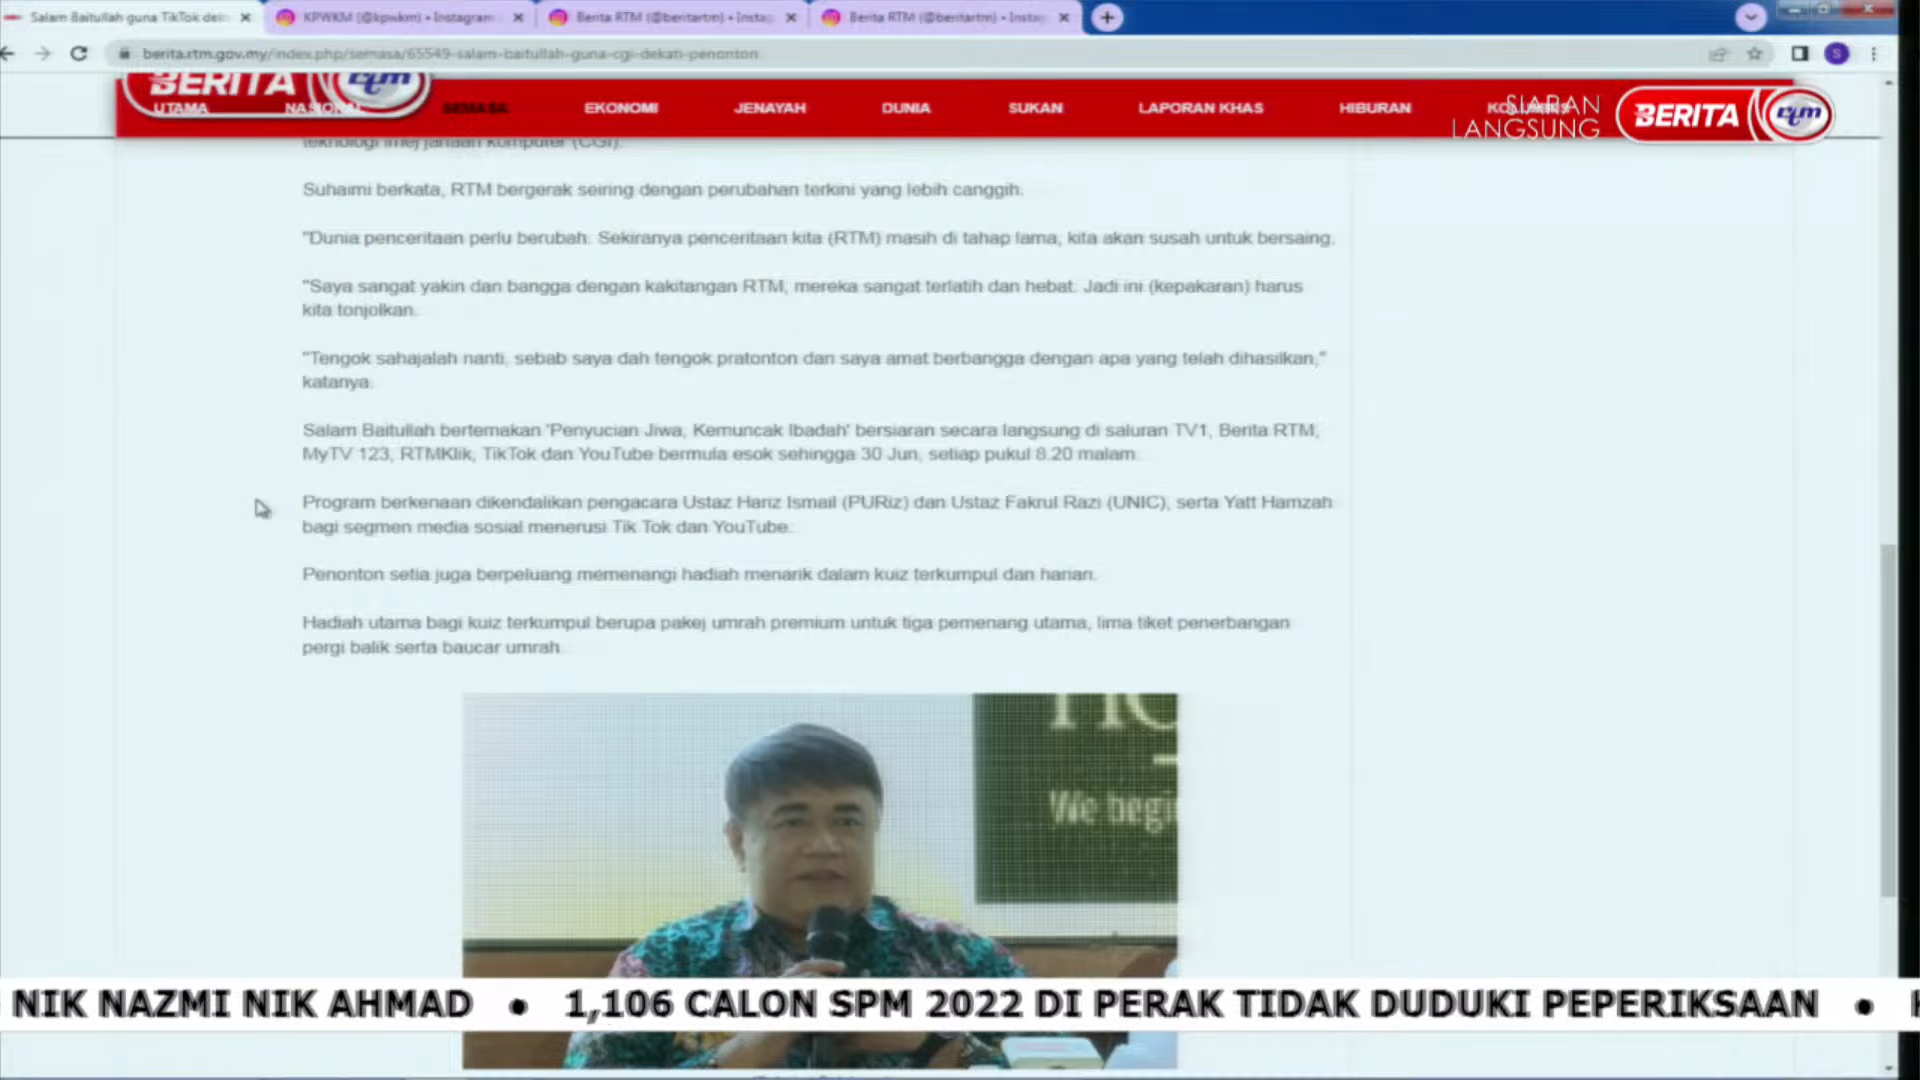 Salam Baitullah guna TikTok
KPWKM (@kpwkm) • Instagram
Berita RTM (@beritartm) • Insta
Berita RTM (@beritartm) • Insta
S
berita.rtm.gov.my/index.php/semasa/65549-salam-baitullah-guna-cgi-dekati-penonton
BERITA rtm
UTAMA NASIONAL SEMASA EKONOMI JENAYAH DUNIA SUKAN LAPORAN KHAS HIBURAN
SIARAN
LANGSUNG
BERITA rtm
teknologi imej janaan komputer (CGI).
Suhaimi berkata, RTM bergerak seiring dengan perubahan terkini yang lebih canggih.
"Dunia penceritaan perlu berubah. Sekiranya penceritaan kita (RTM) masih di tahap lama, kita akan susah untuk bersaing.
"Saya sangat yakin dan bangga dengan kakitangan RTM, mereka sangat terlatih dan hebat. Jadi ini (kepakaran) harus
kita tonjolkan.
"Tengok sahajalah nanti, sebab saya dah tengok pratonton dan saya amat berbangga dengan apa yang telah dihasilkan,"
katanya.
Salam Baitullah bertemakan 'Penyucian Jiwa, Kemuncak Ibadah' bersiaran secara langsung di saluran TV1, Berita RTM,
MyTV 123, RTMKlik, TikTok dan YouTube bermula esok sehingga 30 Jun, setiap pukul 8.20 malam.
Program berkenaan dikendalikan pengacara Ustaz Hariz Ismail (PURiz) dan Ustaz Fakrul Razi (UNIC), serta Yatt Hamzah
bagi segmen media sosial menerusi Tik Tok dan YouTube.
Penonton setia juga berpeluang memenangi hadiah menarik dalam kuiz terkumpul dan harian.
Hadiah utama bagi kuiz terkumpul berupa pakej umrah premium untuk tiga pemenang utama, lima tiket penerbangan
pergi balik serta baucar umrah.
We begi
NIK NAZMI NIK AHMAD • 1,106 CALON SPM 2022 DI PERAK TIDAK DUDUKI PEPERIKSAAN •